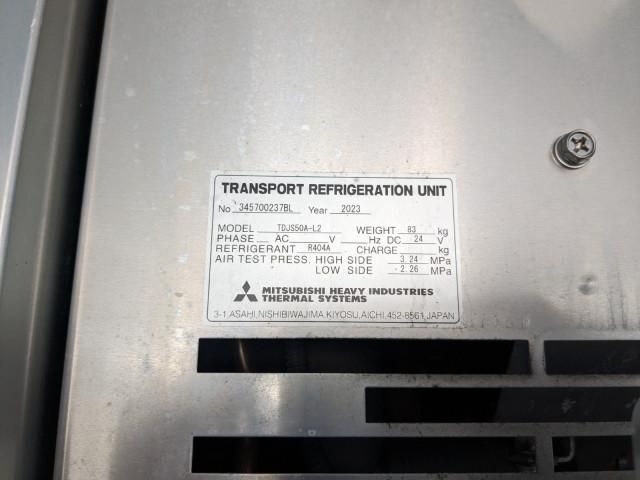 TRANSPORT REFRIGERATION UNIT
No 345700237BL Year 2023
MODEL TDJS50A-L2 WEIGHT 83 kg
PHASE AC V Hz DC 24 V
REFRIGERANT R404A CHARGE kg
AIR TEST PRESS. HIGH SIDE 3.24 MPa
LOW SIDE 2.26 MPa
MITSUBISHI HEAVY INDUSTRIES
THERMAL SYSTEMS
3-1,ASAHI,NISHIBIWAJIMA,KIYOSU,AICHI,452-8561,JAPAN